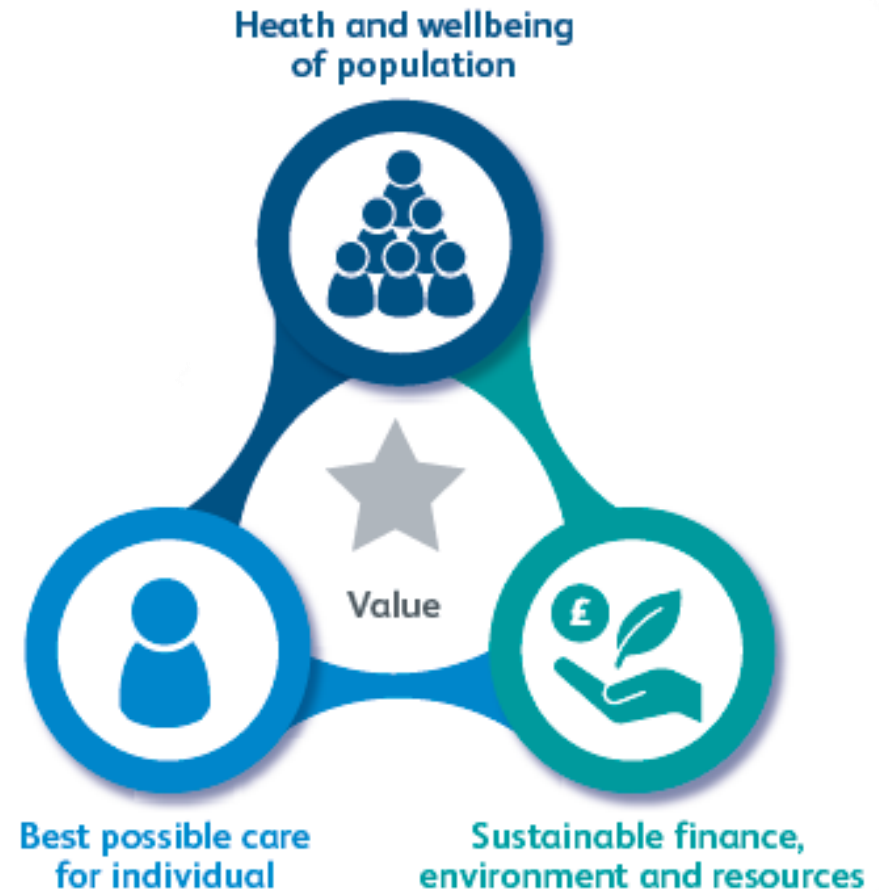 Heath and wellbeing
of population
Value
£
Best possible care
for individual
Sustainable finance,
environment and resources